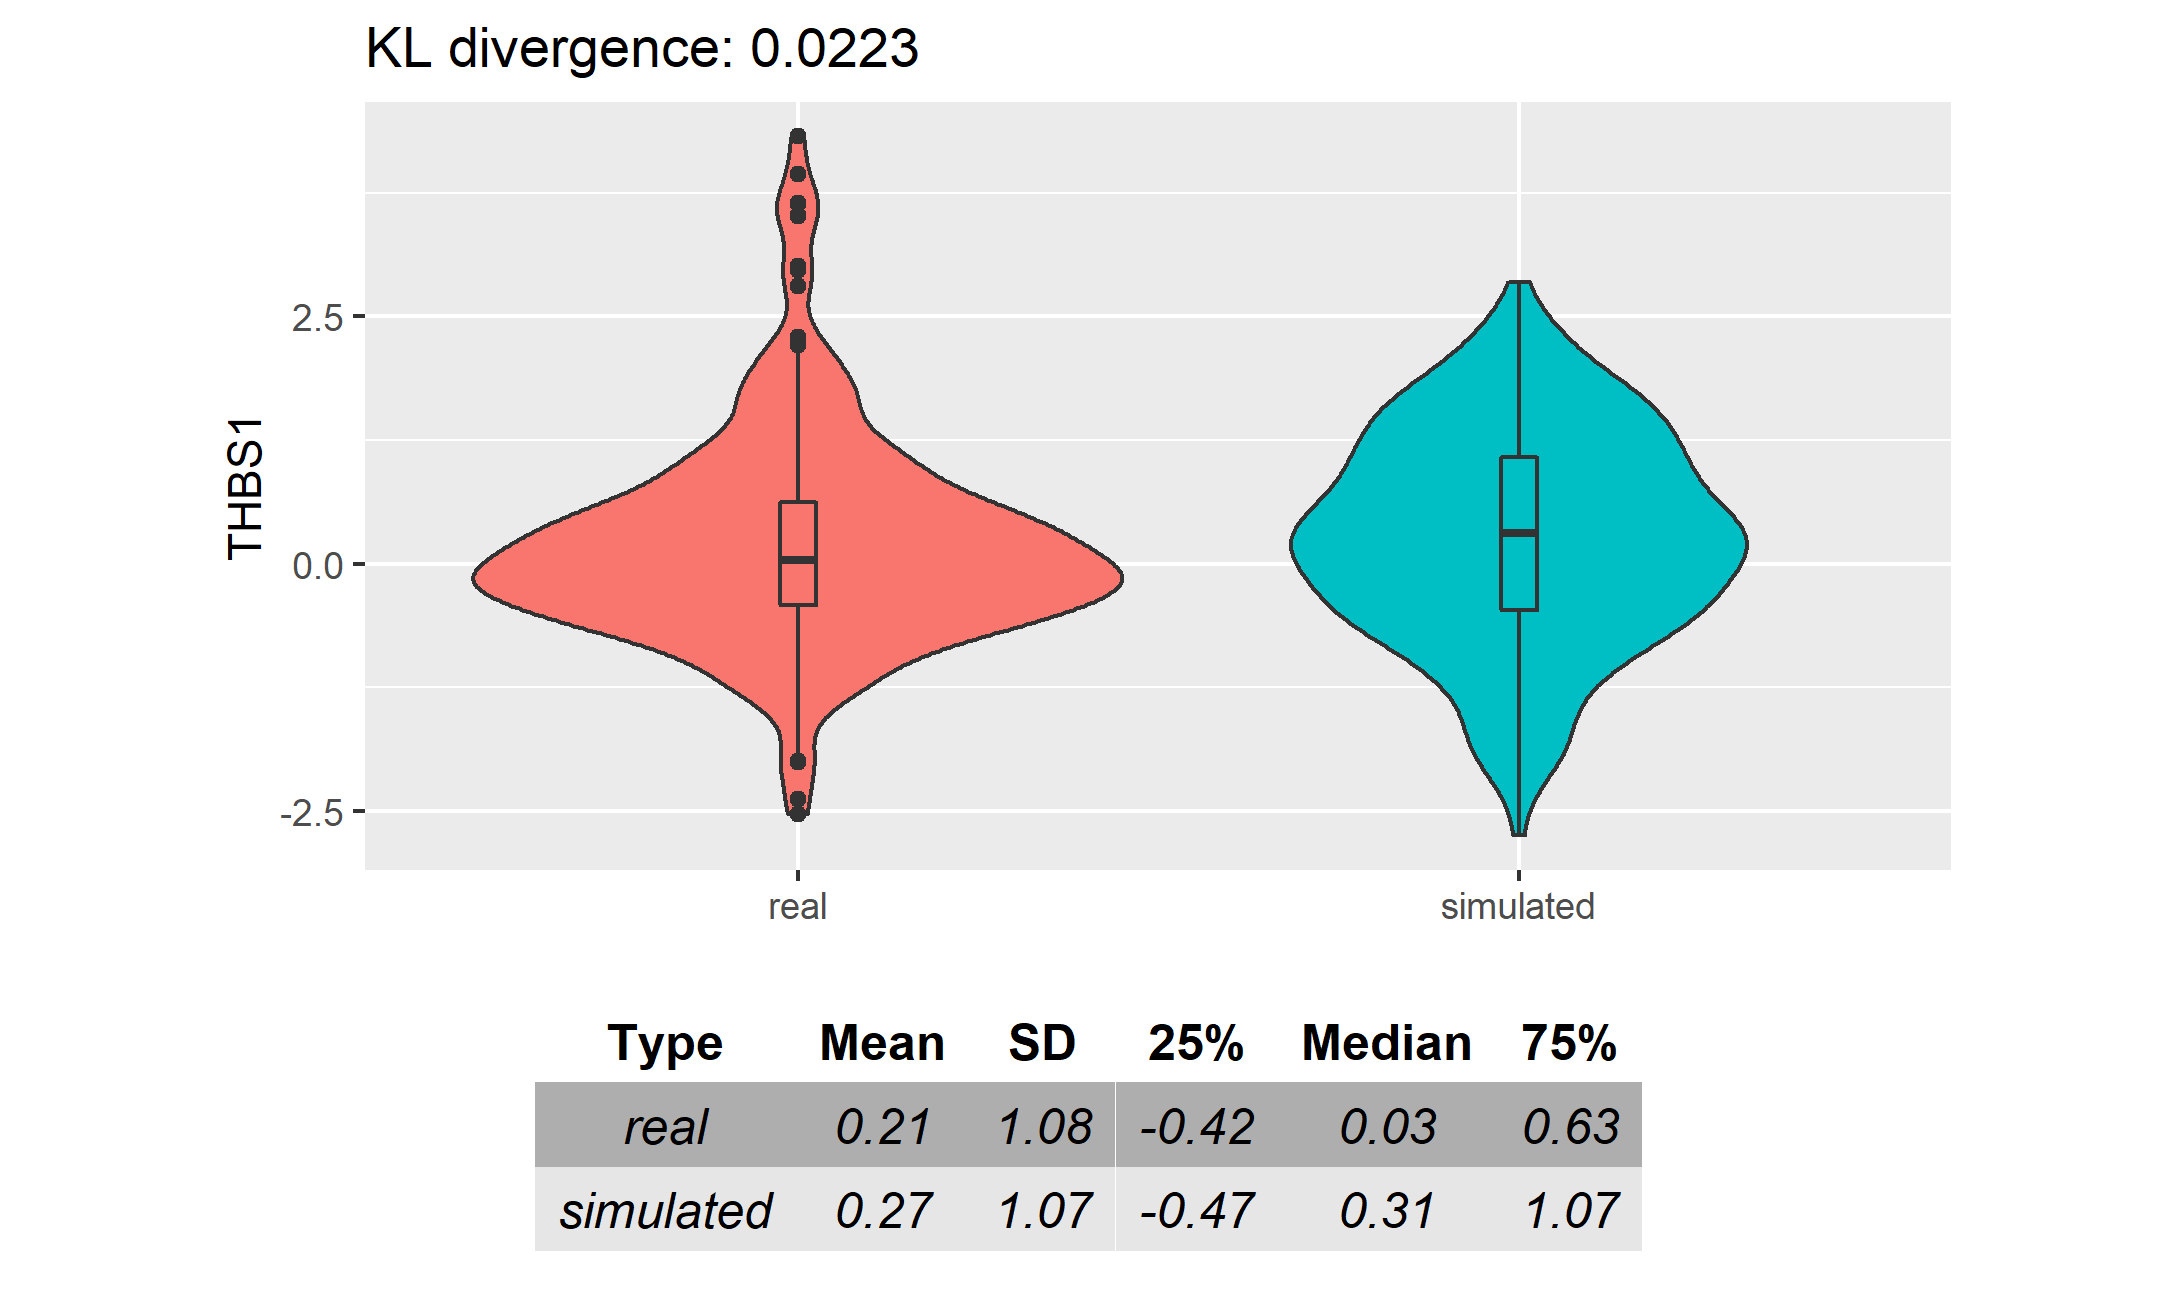 KL divergence: 0.0223
THBS1
2.5
0.0
-2.5
real simulated
Type Mean SD 25% Median 75%
real 0.21 1.08 -0.42 0.03 0.63
simulated 0.27 1.07 -0.47 0.31 1.07